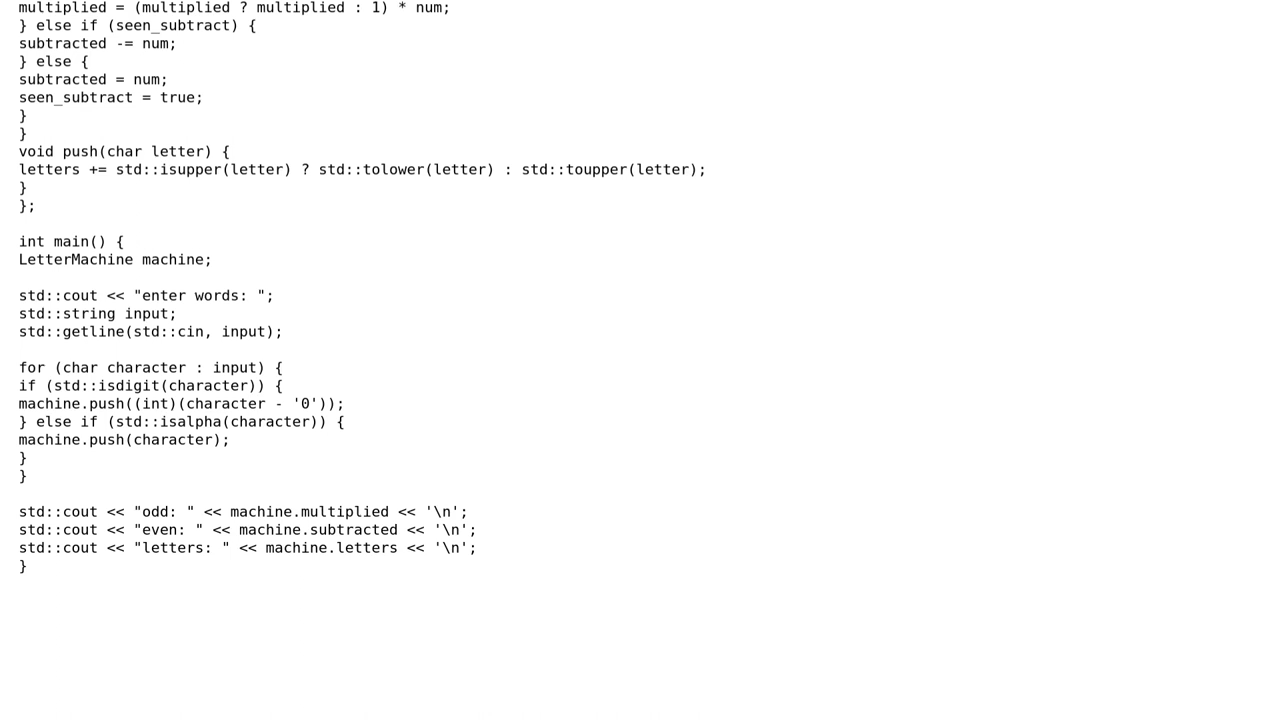 multiplied = (multiplied ? multiplied : 1) * num;
} else if (seen_subtract) {
subtracted -= num;
} else {
subtracted = num;
seen_subtract = true;
}
}
void push(char letter) {
letters += std::isupper(letter) ? std::tolower(letter) : std::toupper(letter);
}
};

int main() {
LetterMachine machine;

std::cout << "enter words: ";
std::string input;
std::getline(std::cin, input);

for (char character : input) {
if (std::isdigit(character)) {
machine.push((int)(character - '0'));
} else if (std::isalpha(character)) {
machine.push(character);
}
}

std::cout << "odd: " << machine.multiplied << '\n';
std::cout << "even: " << machine.subtracted << '\n';
std::cout << "letters: " << machine.letters << '\n';
}